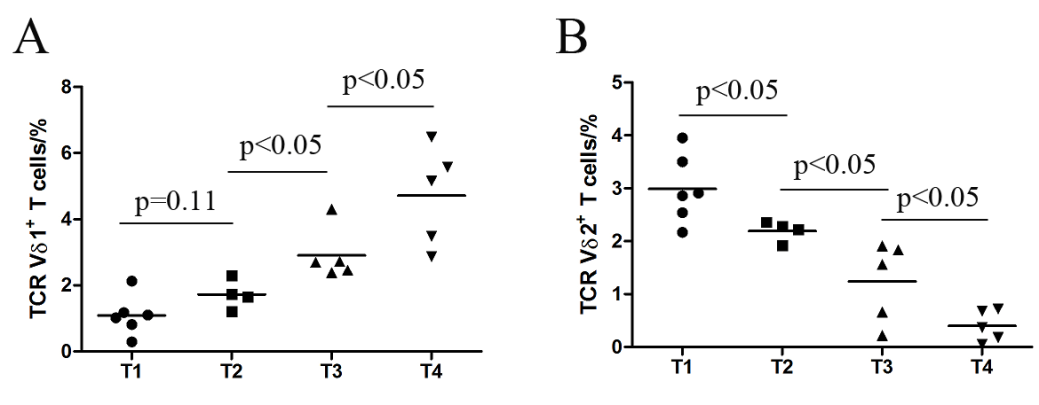 A
TCR Vδ1⁺ T cells/%
8
6
4
2
0
p=0.11
p<0.05
p<0.05
T1
T2
T3
T4
B
TCR Vδ2⁺ T cells/%
5
4
3
2
1
0
p<0.05
p<0.05
p<0.05
T1
T2
T3
T4